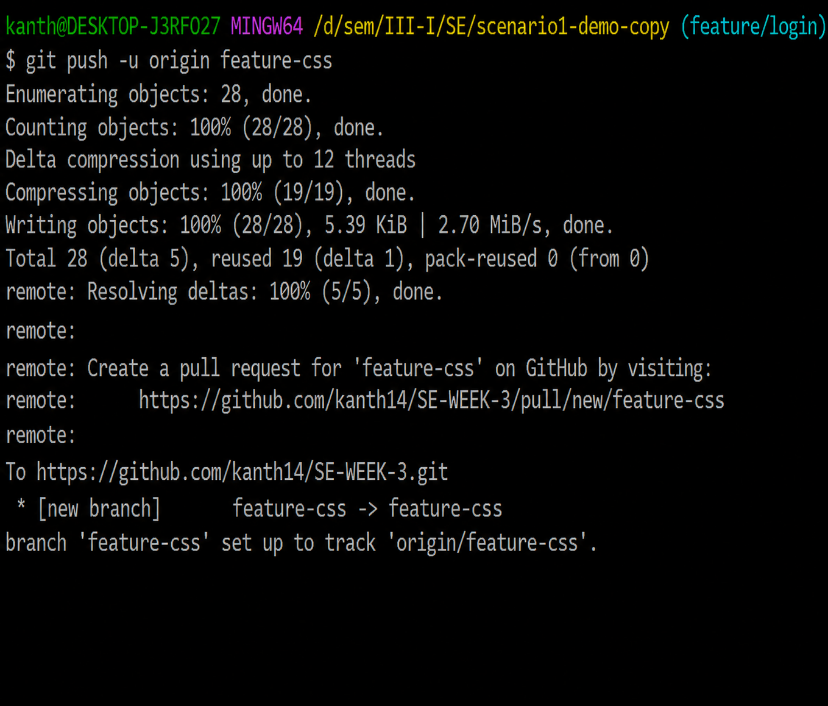 kanth@DESKTOP-J3RFO27 MINGW64 /d/sem/III-I/SE/scenario1-demo-copy (feature/login)
$ git push -u origin feature-css
Enumerating objects: 28, done.
Counting objects: 100% (28/28), done.
Delta compression using up to 12 threads
Compressing objects: 100% (19/19), done.
Writing objects: 100% (28/28), 5.39 KiB | 2.70 MiB/s, done.
Total 28 (delta 5), reused 19 (delta 1), pack-reused 0 (from 0)
remote: Resolving deltas: 100% (5/5), done.
remote:
remote: Create a pull request for 'feature-css' on GitHub by visiting:
remote:      https://github.com/kanth14/SE-WEEK-3/pull/new/feature-css
remote:
To https://github.com/kanth14/SE-WEEK-3.git
 * [new branch]      feature-css -> feature-css
branch 'feature-css' set up to track 'origin/feature-css'.